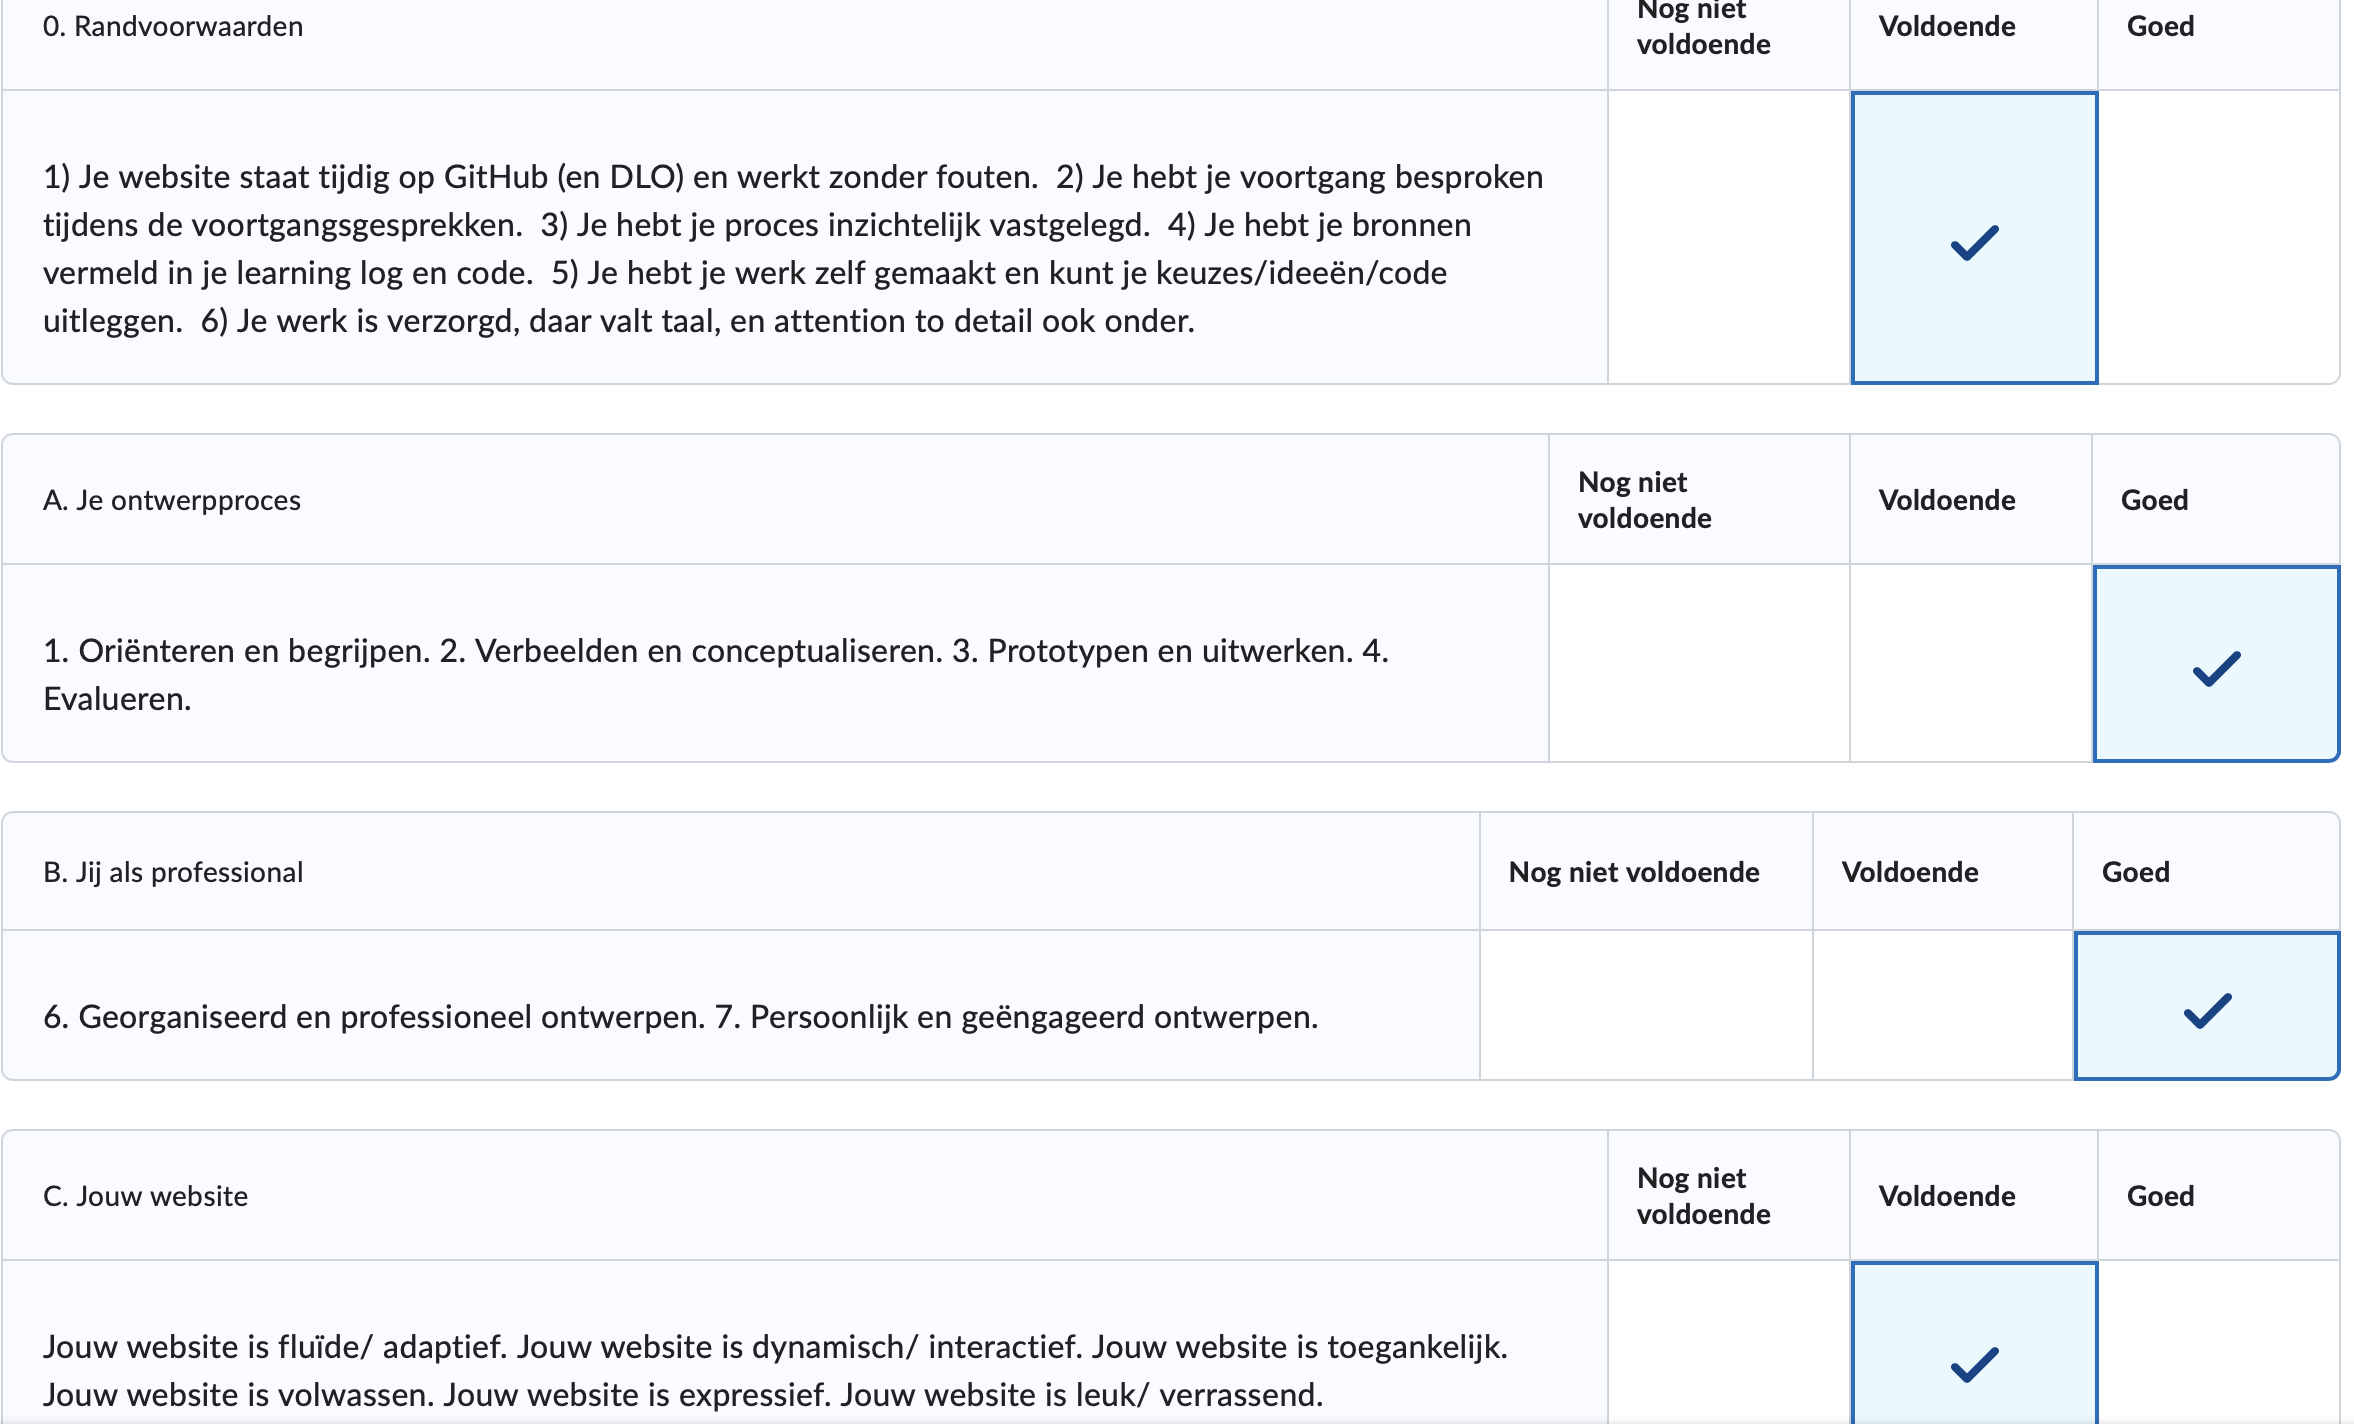 0. Randvoorwaarden
Nog niet
voldoende
Voldoende
Goed
1) Je website staat tijdig op GitHub (en DLO) en werkt zonder fouten.  2) Je hebt je voortgang besproken
tijdens de voortgangsgesprekken.  3) Je hebt je proces inzichtelijk vastgelegd.  4) Je hebt je bronnen
vermeld in je learning log en code.  5) Je hebt je werk zelf gemaakt en kunt je keuzes/ideeën/code
uitleggen.  6) Je werk is verzorgd, daar valt taal, en attention to detail ook onder.
A. Je ontwerpproces
Nog niet
voldoende
Voldoende
Goed
1. Oriënteren en begrijpen. 2. Verbeelden en conceptualiseren. 3. Prototypen en uitwerken. 4.
Evalueren.
B. Jij als professional
Nog niet voldoende
Voldoende
Goed
6. Georganiseerd en professioneel ontwerpen. 7. Persoonlijk en geëngageerd ontwerpen.
C. Jouw website
Nog niet
voldoende
Voldoende
Goed
Jouw website is fluïde/ adaptief. Jouw website is dynamisch/ interactief. Jouw website is toegankelijk.
Jouw website is volwassen. Jouw website is expressief. Jouw website is leuk/ verrassend.